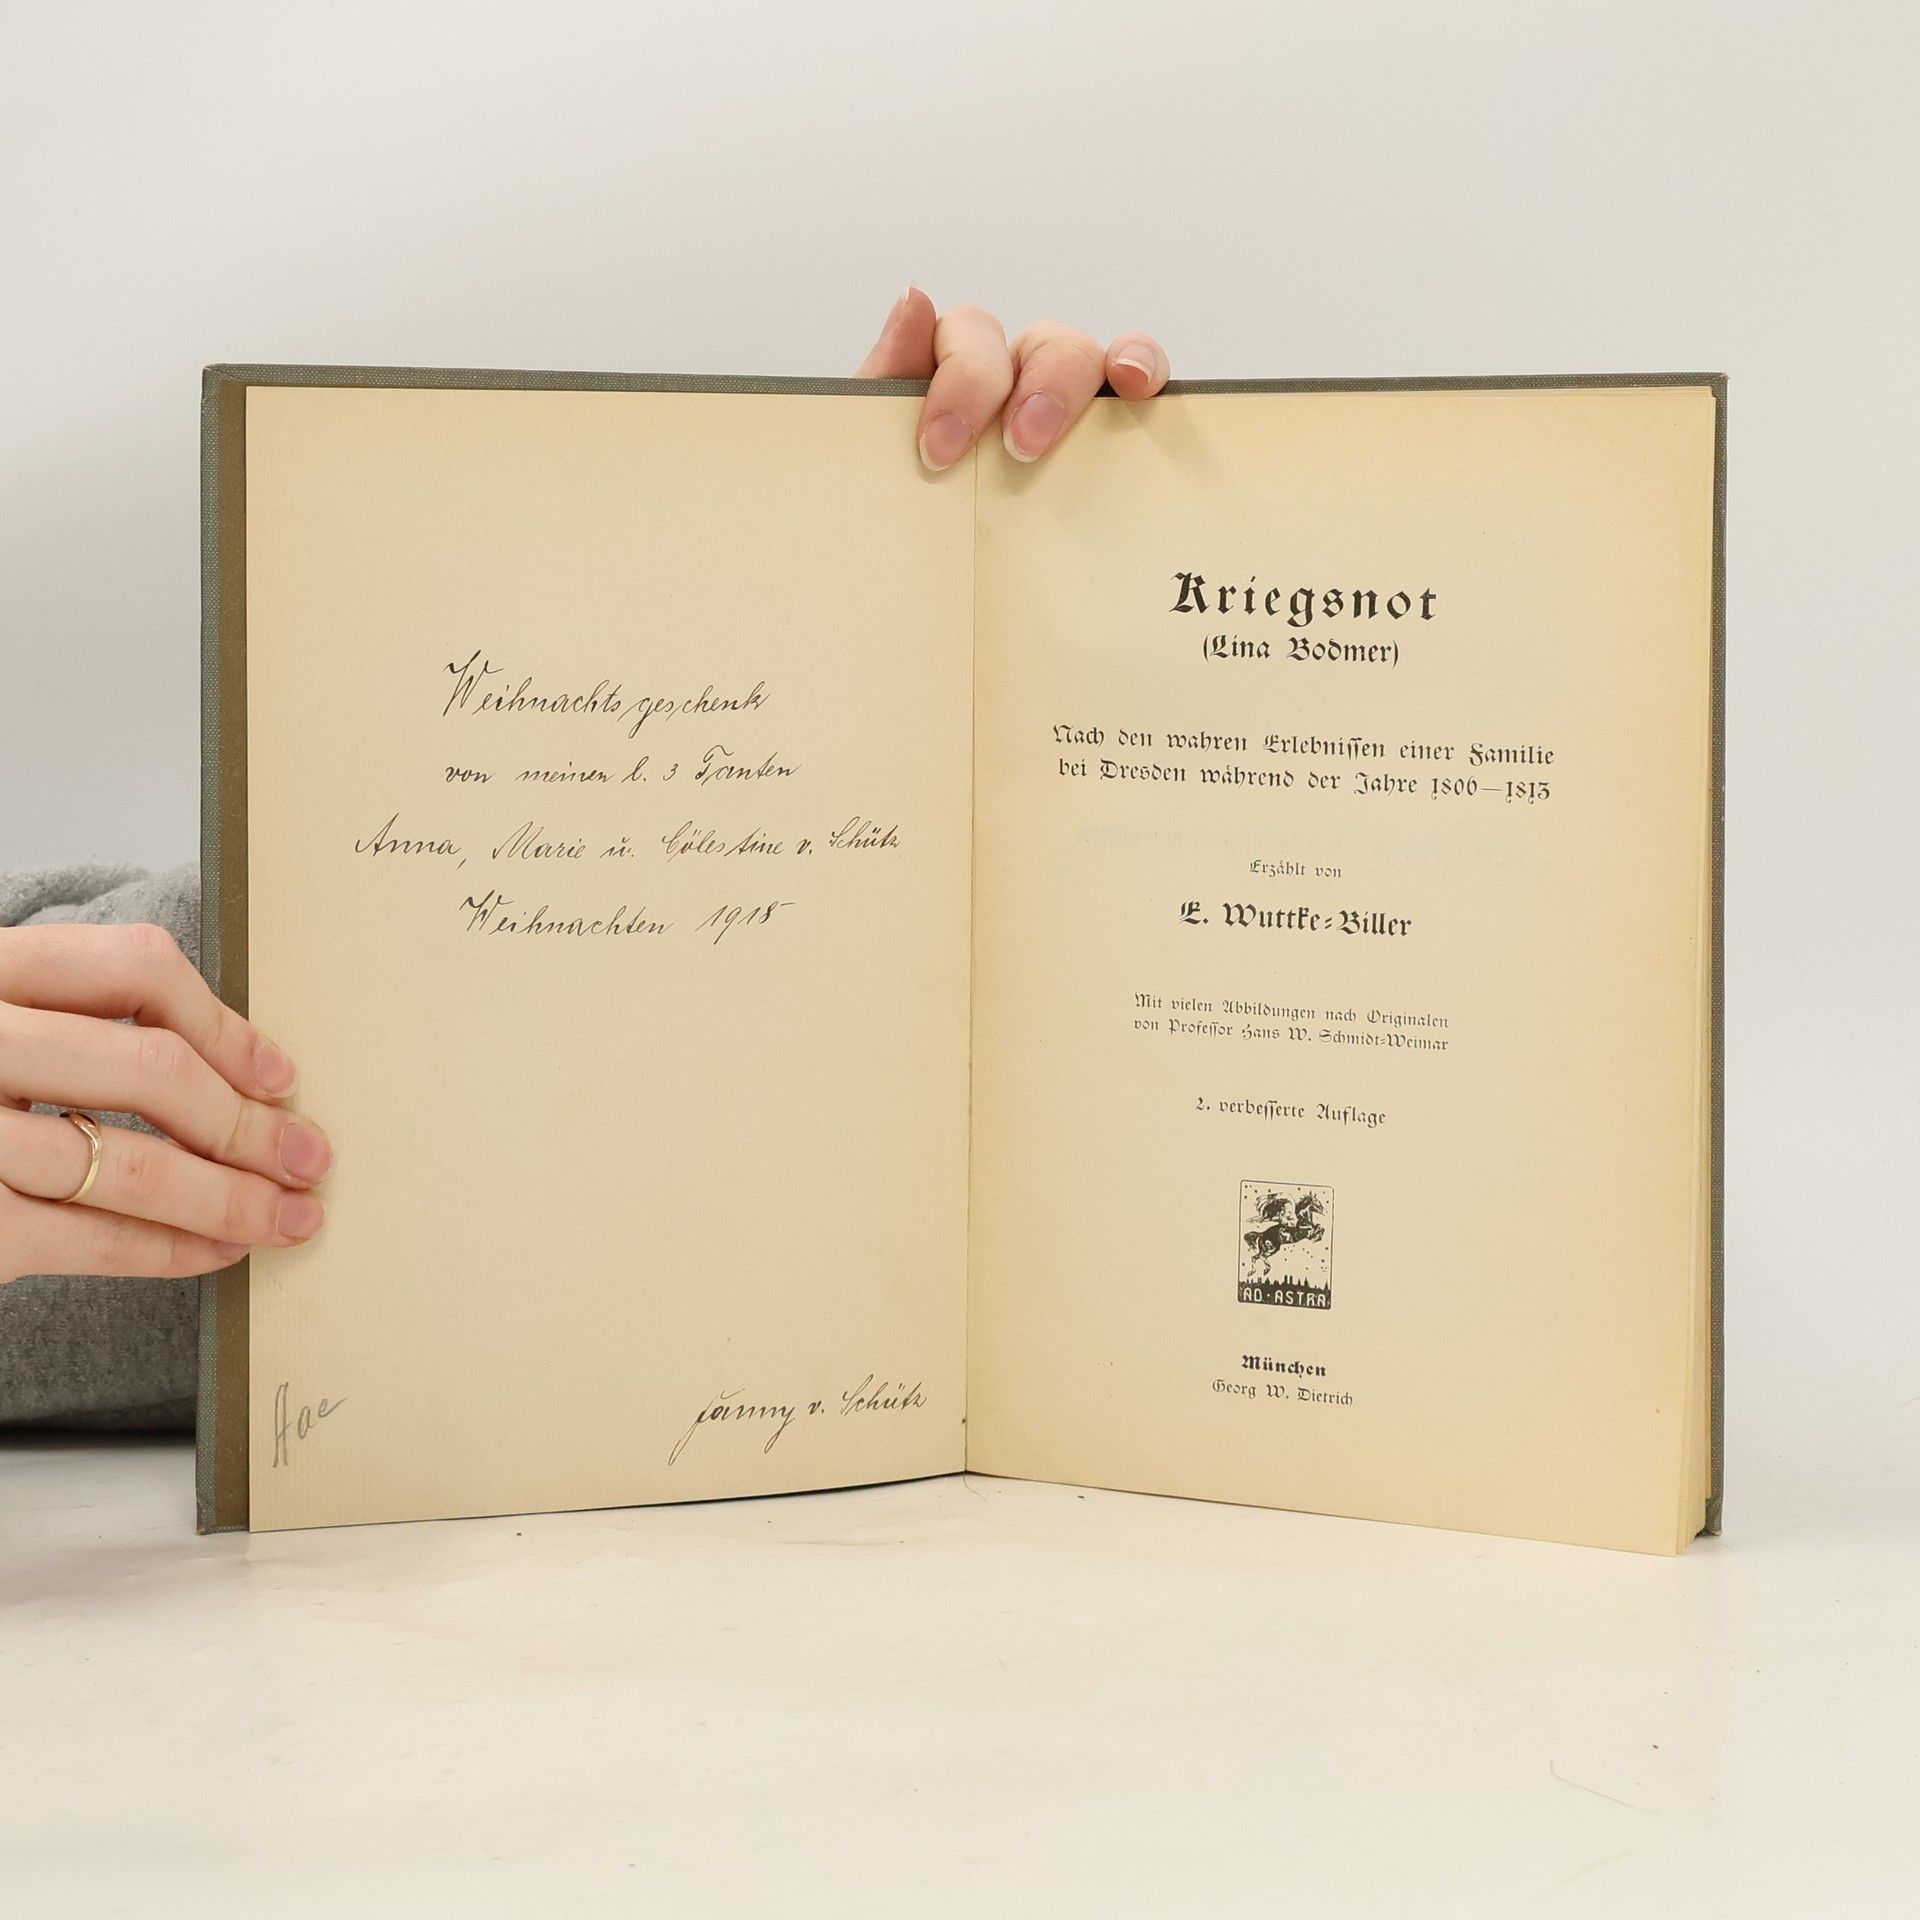 Weihnachtsgeschenk
von meinen l. 3 Tanten
Anna, Marie u. Cölestine v. Schütz
Weihnachten 1918
Fanny v. Schütz
Kriegsnot
(Lina Bodmer)
Nach den wahren Erlebnissen einer Familie
bei Dresden während der Jahre 1806—1813
Erzählt von
E. Wuttke-Biller
Mit vielen Abbildungen nach Originalen
von Professor Hans W. Schmidt-Weimar
2. verbesserte Auflage
AD · ASTRA
München
Georg W. Dietrich